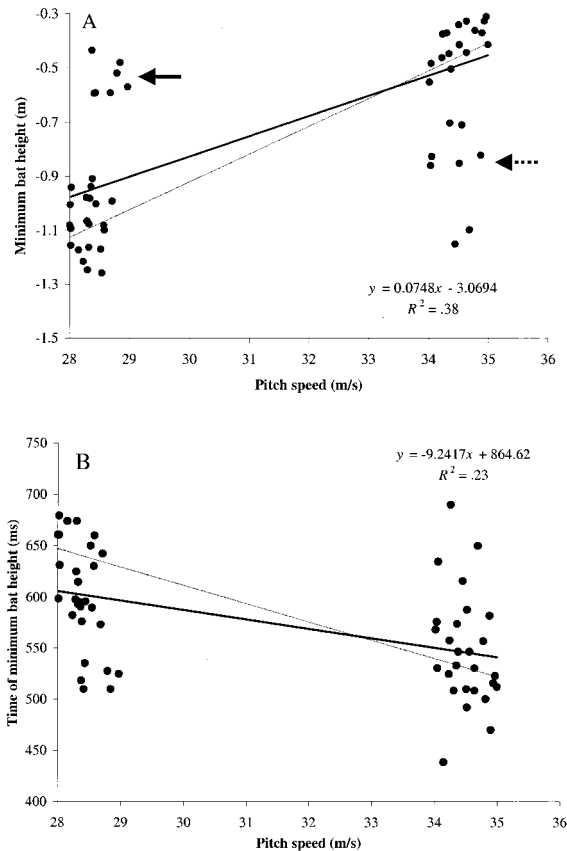 A
-0.3
-0.5
-0.7
-0.9
-1.1
-1.3
-1.5
Minimum bat height (m)
y = 0.0748x - 3.0694
R² = .38
28 29 30 31 32 33 34 35 36
Pitch speed (m/s)
B
750
700
650
600
550
500
450
400
Time of minimum bat height (ms)
y = -9.2417x + 864.62
R² = .23
28 29 30 31 32 33 34 35 36
Pitch speed (m/s)